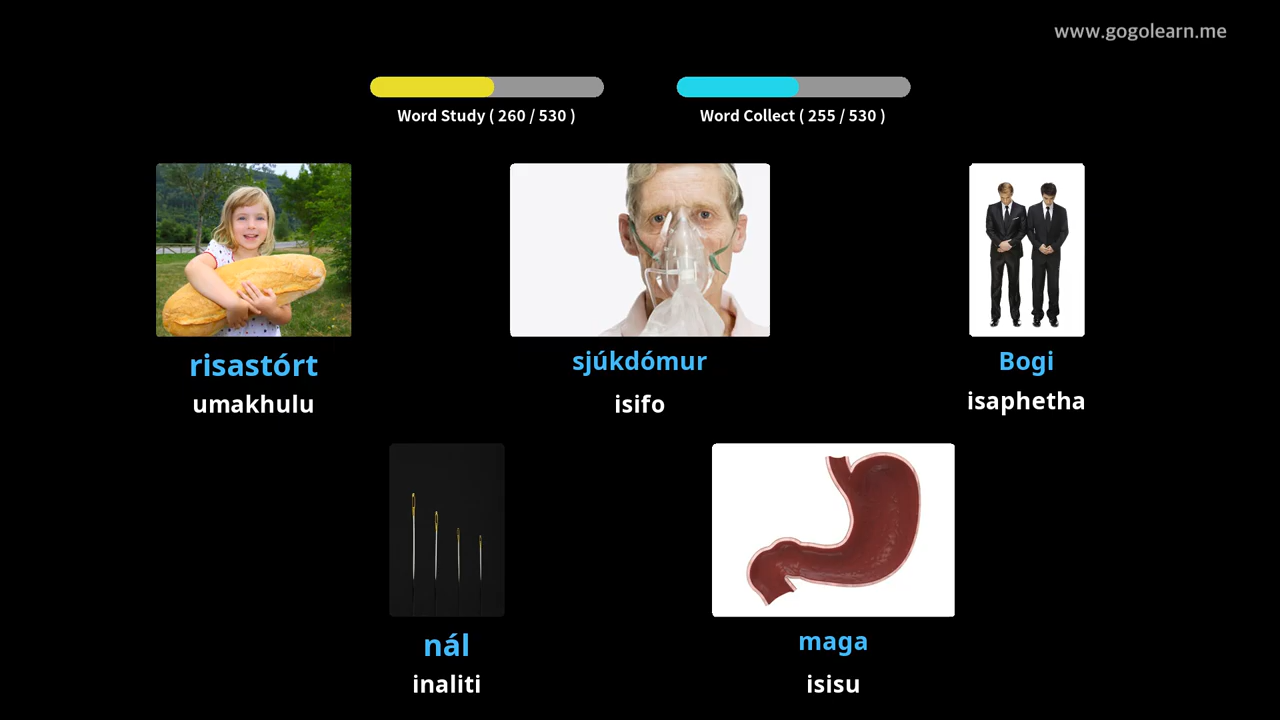 www.gogolearn.me
Word Study ( 260 / 530 )
Word Collect ( 255 / 530 )
risastórt
umakhulu
sjúkdómur
isifo
Bogi
isaphetha
nál
inaliti
maga
isisu